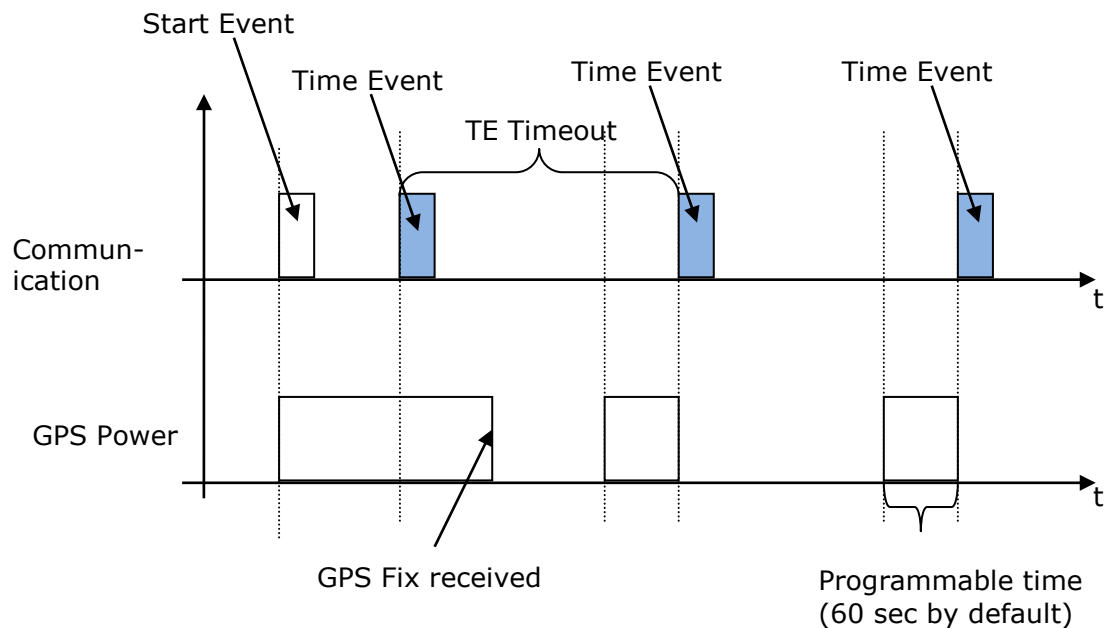 Start Event
Time Event
Time Event
Time Event
TE Timeout
Commun-
ication
t
GPS Power
t
GPS Fix received
Programmable time
(60 sec by default)